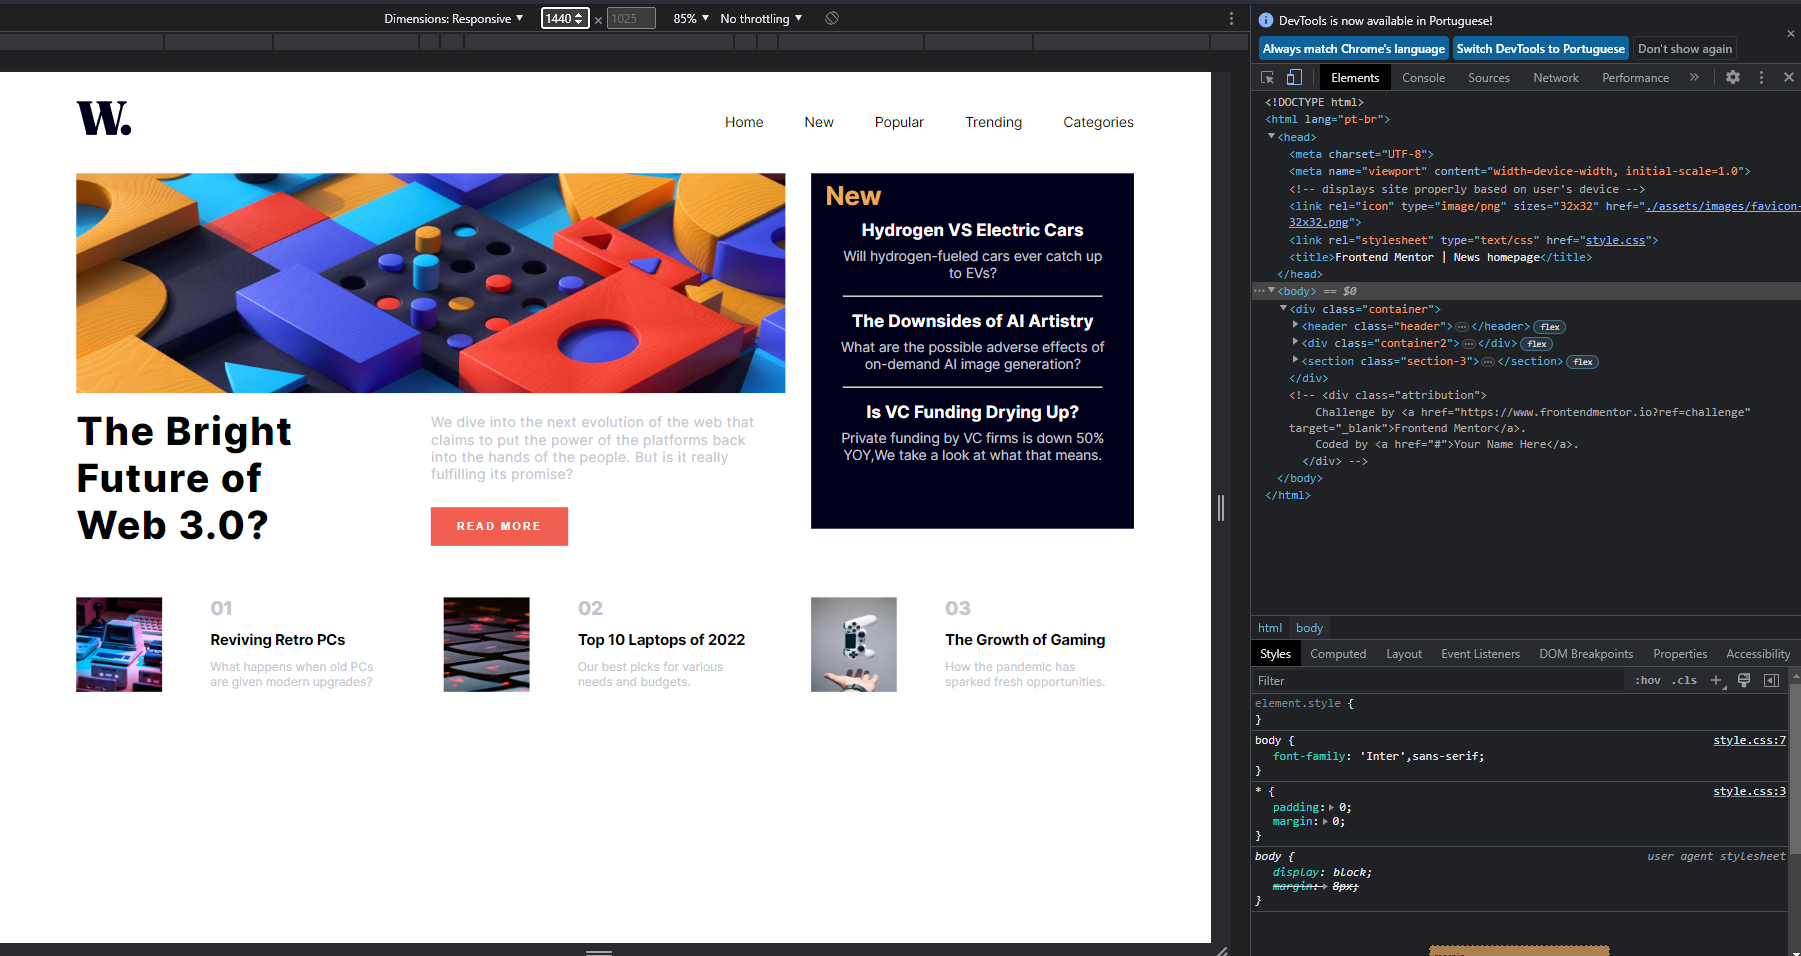 Dimensions: Responsive ▼ 1440 × 1025 85% ▼ No throttling ▼
W.
Home New Popular Trending Categories
New
Hydrogen VS Electric Cars
Will hydrogen-fueled cars ever catch up
to EVs?
The Downsides of AI Artistry
What are the possible adverse effects of
on-demand AI image generation?
Is VC Funding Drying Up?
Private funding by VC firms is down 50%
YOY,We take a look at what that means.
The Bright
Future of
Web 3.0?
We dive into the next evolution of the web that
claims to put the power of the platforms back
into the hands of the people. But is it really
fulfilling its promise?
READ MORE
01
Reviving Retro PCs
What happens when old PCs
are given modern upgrades?
02
Top 10 Laptops of 2022
Our best picks for various
needs and budgets.
03
The Growth of Gaming
How the pandemic has
sparked fresh opportunities.
DevTools is now available in Portuguese!
Always match Chrome's language Switch DevTools to Portuguese Don't show again
Elements Console Sources Network Performance »
<!DOCTYPE html>
<html lang="pt-br">
<head>
<meta charset="UTF-8">
<meta name="viewport" content="width=device-width, initial-scale=1.0">
<!-- displays site properly based on user's device -->
<link rel="icon" type="image/png" sizes="32x32" href="./assets/images/favicon-
32x32.png">
<link rel="stylesheet" type="text/css" href="style.css">
<title>Frontend Mentor | News homepage</title>
</head>
<body> == $0
<div class="container">
<header class="header"> … </header> flex
<div class="container2"> … </div> flex
<section class="section-3"> … </section> flex
</div>
<!-- <div class="attribution">
Challenge by <a href="https://www.frontendmentor.io?ref=challenge"
target="_blank">Frontend Mentor</a>.
Coded by <a href="#">Your Name Here</a>.
</div> -->
</body>
</html>
html body
Styles Computed Layout Event Listeners DOM Breakpoints Properties Accessibility
Filter :hov .cls +
element.style {
}
body { style.css:7
font-family: 'Inter',sans-serif;
}
* { style.css:3
padding: 0;
margin: 0;
}
body { user agent stylesheet
display: block;
margin: 8px;
}